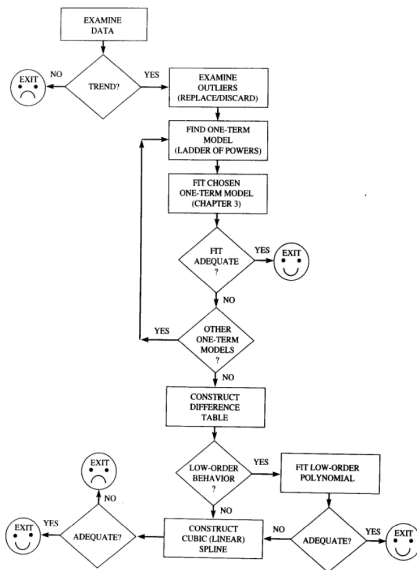 EXAMINE
DATA
TREND?
NO
EXIT
YES
EXAMINE
OUTLIERS
(REPLACE/DISCARD)
FIND ONE-TERM
MODEL
(LADDER OF POWERS)
FIT CHOSEN
ONE-TERM MODEL
(CHAPTER 3)
FIT
ADEQUATE
?
YES
EXIT
NO
OTHER
ONE-TERM
MODELS
?
YES
NO
CONSTRUCT
DIFFERENCE
TABLE
LOW-ORDER
BEHAVIOR
?
YES
FIT LOW-ORDER
POLYNOMIAL
NO
ADEQUATE?
YES
EXIT
NO
CONSTRUCT
CUBIC (LINEAR)
SPLINE
ADEQUATE?
NO
EXIT
YES
EXIT